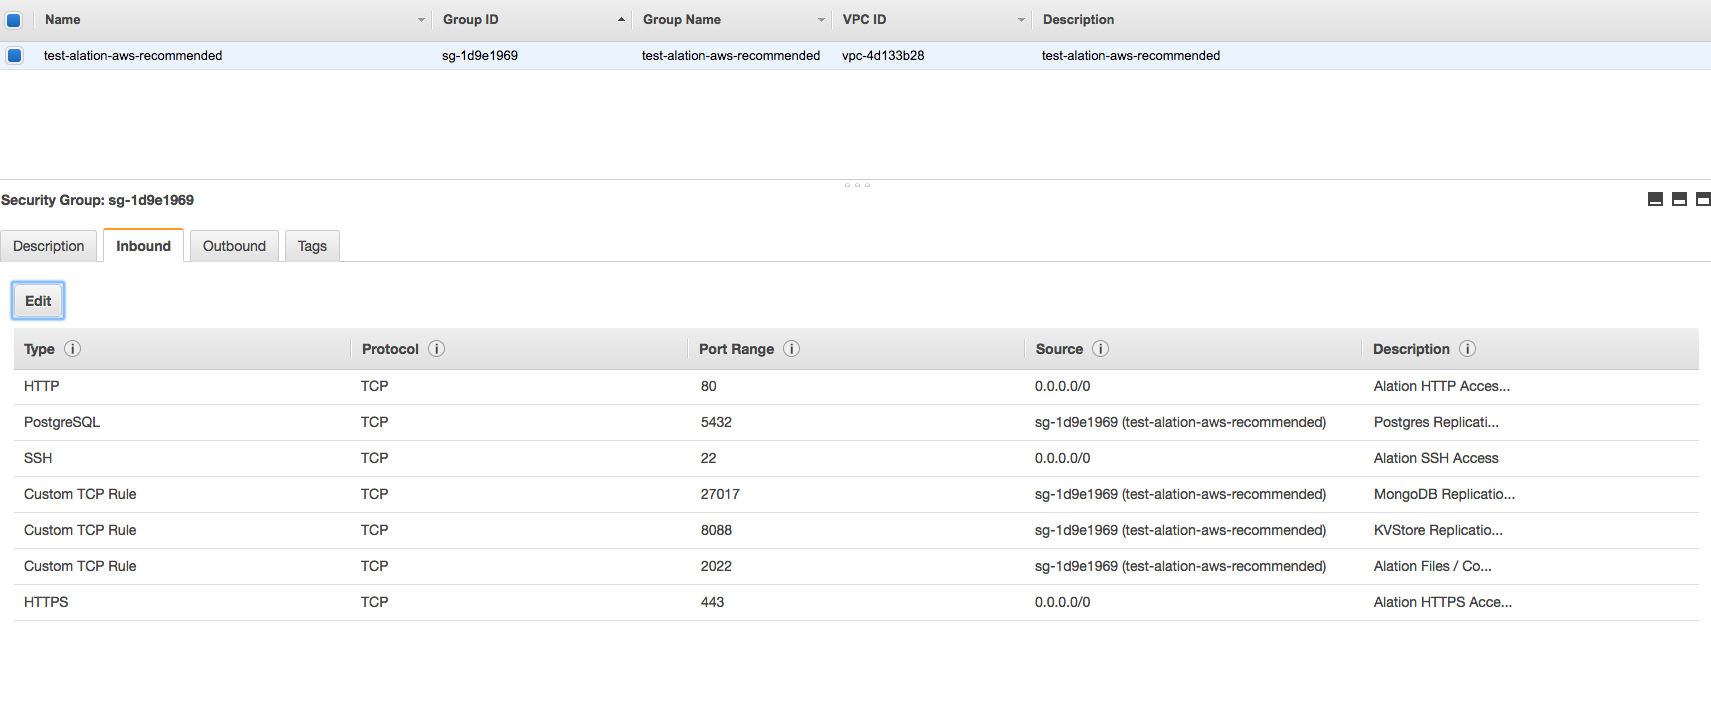 Name Group ID Group Name VPC ID Description
test-alation-aws-recommended sg-1d9e1969 test-alation-aws-recommended vpc-4d133b28 test-alation-aws-recommended
Security Group: sg-1d9e1969
Description Inbound Outbound Tags
Edit
Type Protocol Port Range Source Description
HTTP TCP 80 0.0.0.0/0 Alation HTTP Acces...
PostgreSQL TCP 5432 sg-1d9e1969 (test-alation-aws-recommended) Postgres Replicati...
SSH TCP 22 0.0.0.0/0 Alation SSH Access
Custom TCP Rule TCP 27017 sg-1d9e1969 (test-alation-aws-recommended) MongoDB Replicatio...
Custom TCP Rule TCP 8088 sg-1d9e1969 (test-alation-aws-recommended) KVStore Replicatio...
Custom TCP Rule TCP 2022 sg-1d9e1969 (test-alation-aws-recommended) Alation Files / Co...
HTTPS TCP 443 0.0.0.0/0 Alation HTTPS Acce...